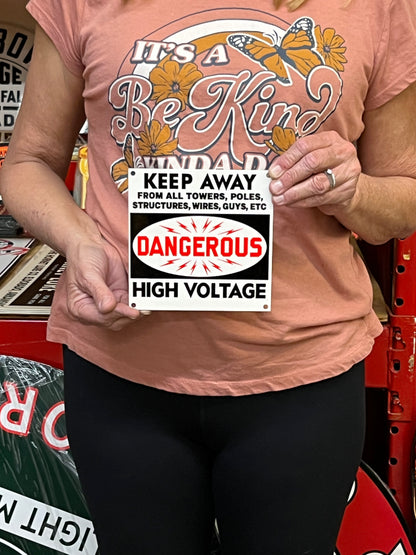 IT'S A
Be Kind
KEEP AWAY
FROM ALL TOWERS, POLES,
STRUCTURES, WIRES, GUYS, ETC
DANGEROUS
HIGH VOLTAGE